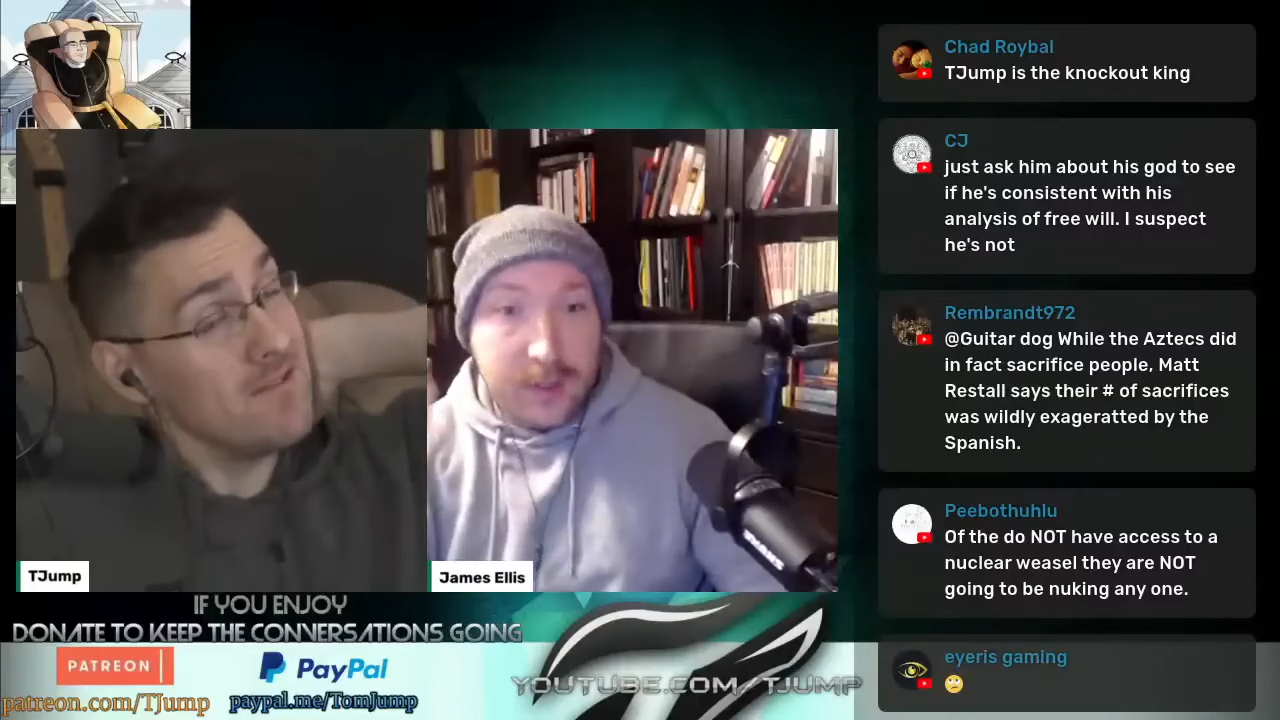 Chad Roybal
TJump is the knockout king
CJ
just ask him about his god to see
if he's consistent with his
analysis of free will. I suspect
he's not
Rembrandt972
@Guitar dog While the Aztecs did
in fact sacrifice people, Matt
Restall says their # of sacrifices
was wildly exageratted by the
Spanish.
Peebothuhlu
Of the do NOT have access to a
nuclear weasel they are NOT
going to be nuking any one.
eyeris gaming
🙄
TJump
James Ellis
IF YOU ENJOY
DONATE TO KEEP THE CONVERSATIONS GOING
PATREON
PayPal
patreon.com/TJump
paypal.me/TomJump
YOUTUBE.COM/TJUMP